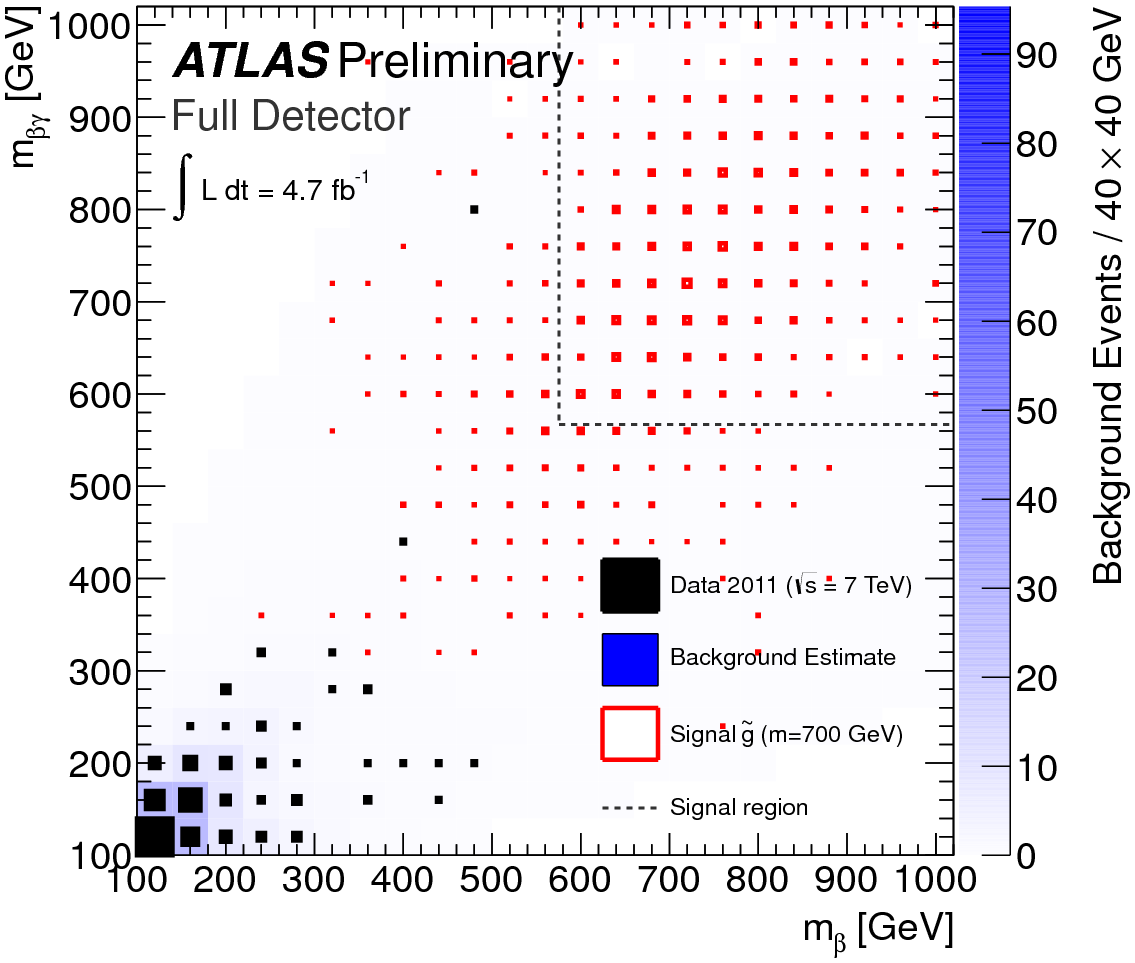 ATLAS Preliminary
Full Detector
∫ L dt = 4.7 fb⁻¹
m_βγ [GeV]
1000
900
800
700
600
500
400
300
200
100
100 200 300 400 500 600 700 800 900 1000
m_β [GeV]
Data 2011 (√s = 7 TeV)
Background Estimate
Signal g̃ (m=700 GeV)
Signal region
90
80
70
60
50
40
30
20
10
0
Background Events / 40 × 40 GeV